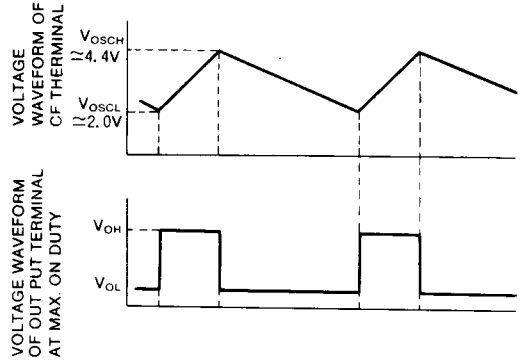 VOLTAGE
WAVEFORM OF
CF THERMINAL
VOSCH
≃4.4V
VOSCL
≃2.0V
VOLTAGE WAVEFORM
OF OUT PUT TERMINAL
AT MAX. ON DUTY
VOH
VOL